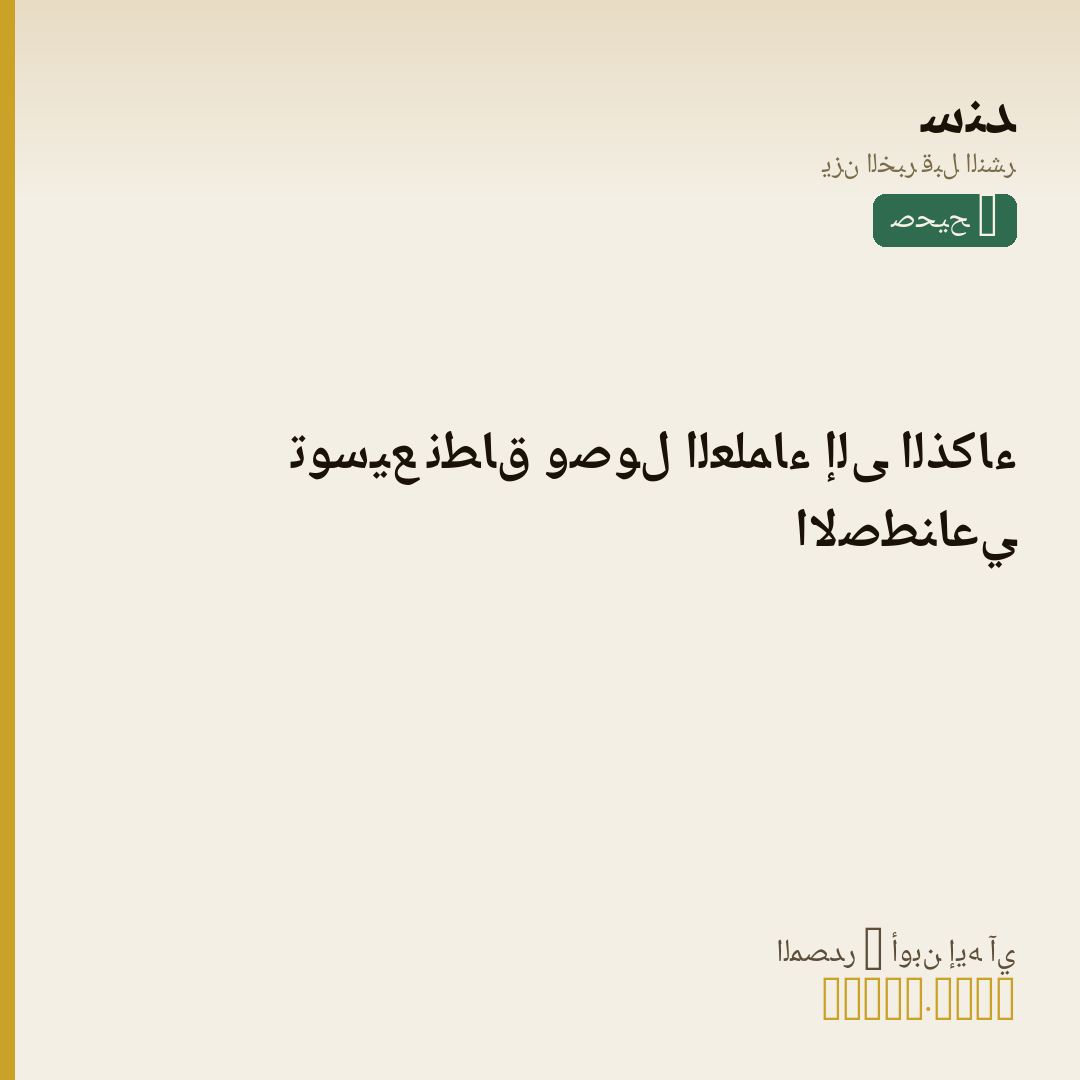 سند
يزن الخبر قبل النشر
صحيح
توسيع نطاق وصول العلماء إلى الذكاء
الاصطناعي
المصدر أوبن إيه آي